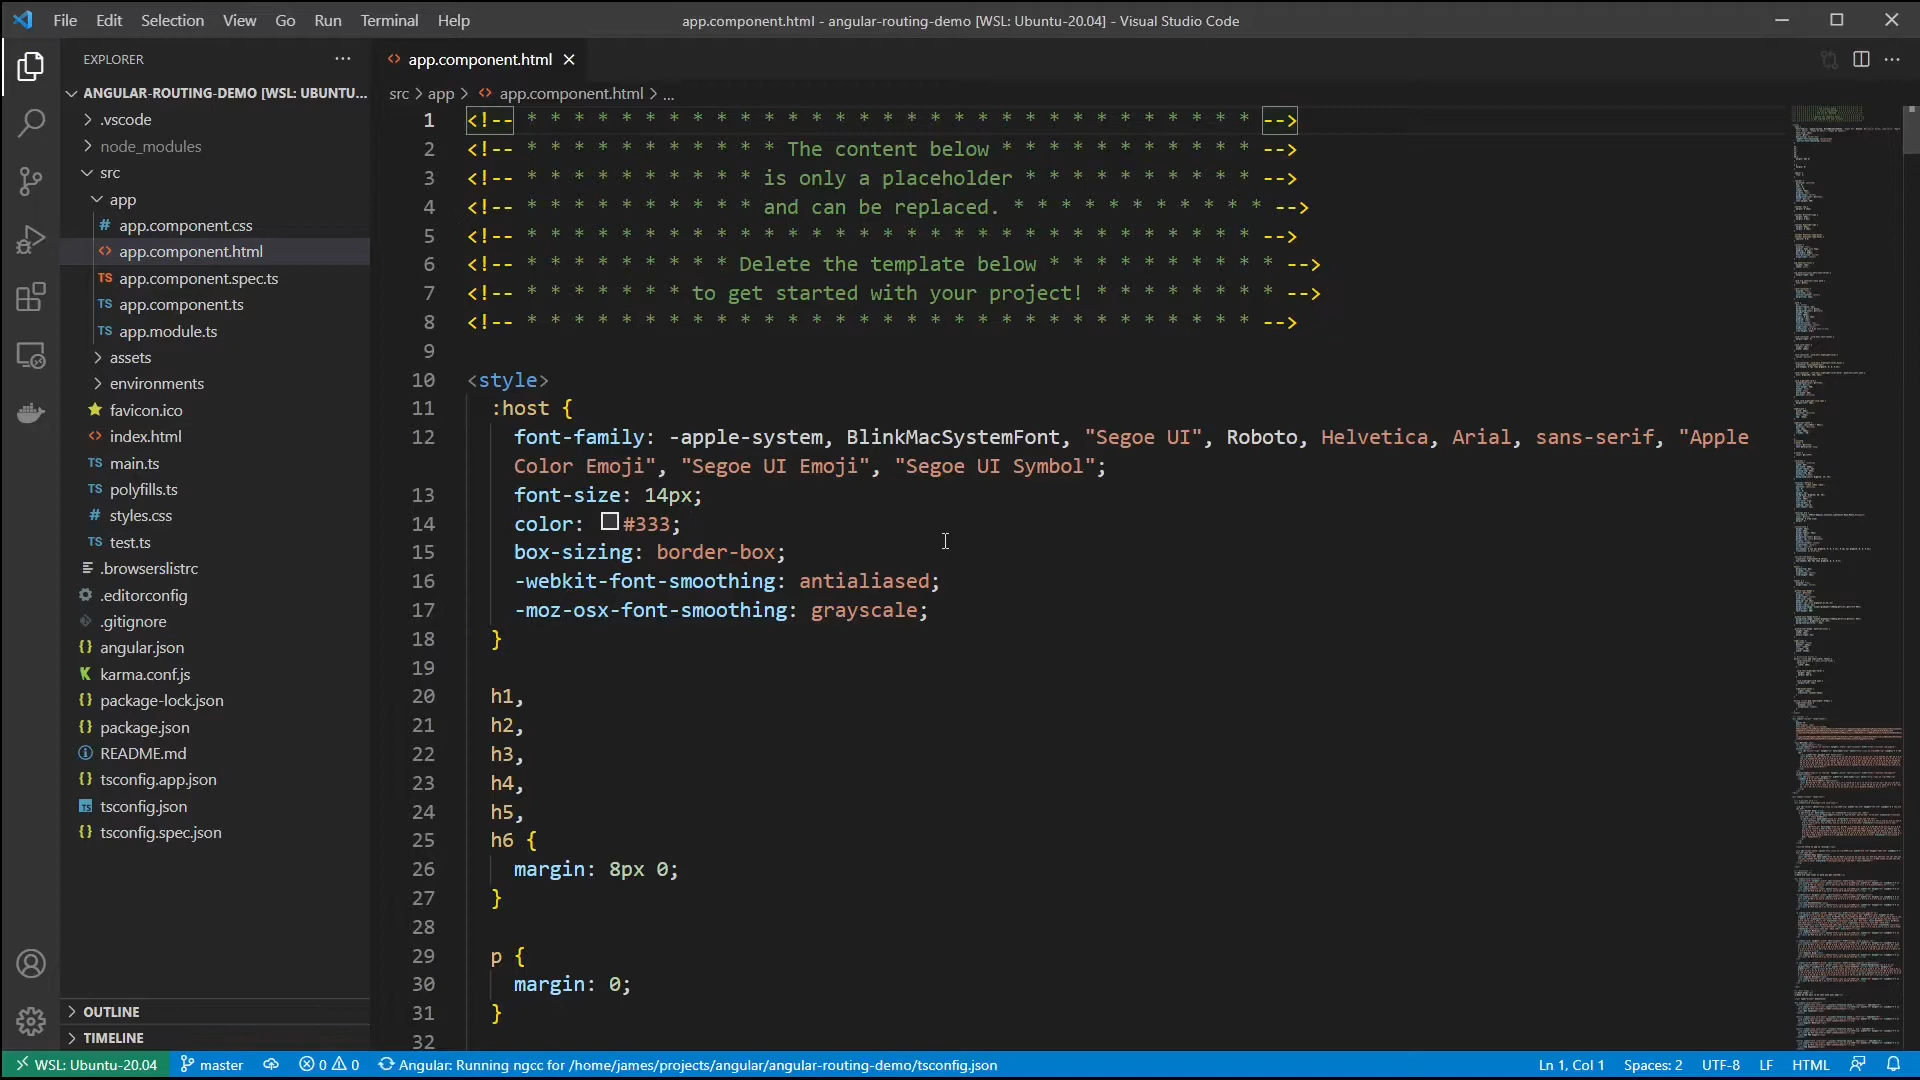 File Edit Selection View Go Run Terminal Help
app.component.html - angular-routing-demo [WSL: Ubuntu-20.04] - Visual Studio Code
EXPLORER
ANGULAR-ROUTING-DEMO [WSL: UBUNTU...
.vscode
node_modules
src
app
app.component.css
app.component.html
app.component.spec.ts
app.component.ts
app.module.ts
assets
environments
favicon.ico
index.html
main.ts
polyfills.ts
styles.css
test.ts
.browserslistrc
.editorconfig
.gitignore
angular.json
karma.conf.js
package-lock.json
package.json
README.md
tsconfig.app.json
tsconfig.json
tsconfig.spec.json
OUTLINE
TIMELINE
app.component.html
src > app > app.component.html > ...
1 <!-- * * * * * * * * * * * * * * * * * * * * * * * * * * * * * * * -->
2 <!-- * * * * * * * * * * * The content below * * * * * * * * * * * -->
3 <!-- * * * * * * * * * * is only a placeholder * * * * * * * * * * -->
4 <!-- * * * * * * * * * * and can be replaced. * * * * * * * * * * * -->
5 <!-- * * * * * * * * * * * * * * * * * * * * * * * * * * * * * * * -->
6 <!-- * * * * * * * * * Delete the template below * * * * * * * * * * -->
7 <!-- * * * * * * * to get started with your project! * * * * * * * * -->
8 <!-- * * * * * * * * * * * * * * * * * * * * * * * * * * * * * * * -->
9
10 <style>
11 :host {
12 font-family: -apple-system, BlinkMacSystemFont, "Segoe UI", Roboto, Helvetica, Arial, sans-serif, "Apple
Color Emoji", "Segoe UI Emoji", "Segoe UI Symbol";
13 font-size: 14px;
14 color: #333;
15 box-sizing: border-box;
16 -webkit-font-smoothing: antialiased;
17 -moz-osx-font-smoothing: grayscale;
18 }
19
20 h1,
21 h2,
22 h3,
23 h4,
24 h5,
25 h6 {
26 margin: 8px 0;
27 }
28
29 p {
30 margin: 0;
31 }
32
WSL: Ubuntu-20.04 master 0 0 Angular: Running ngcc for /home/james/projects/angular/angular-routing-demo/tsconfig.json Ln 1, Col 1 Spaces: 2 UTF-8 LF HTML